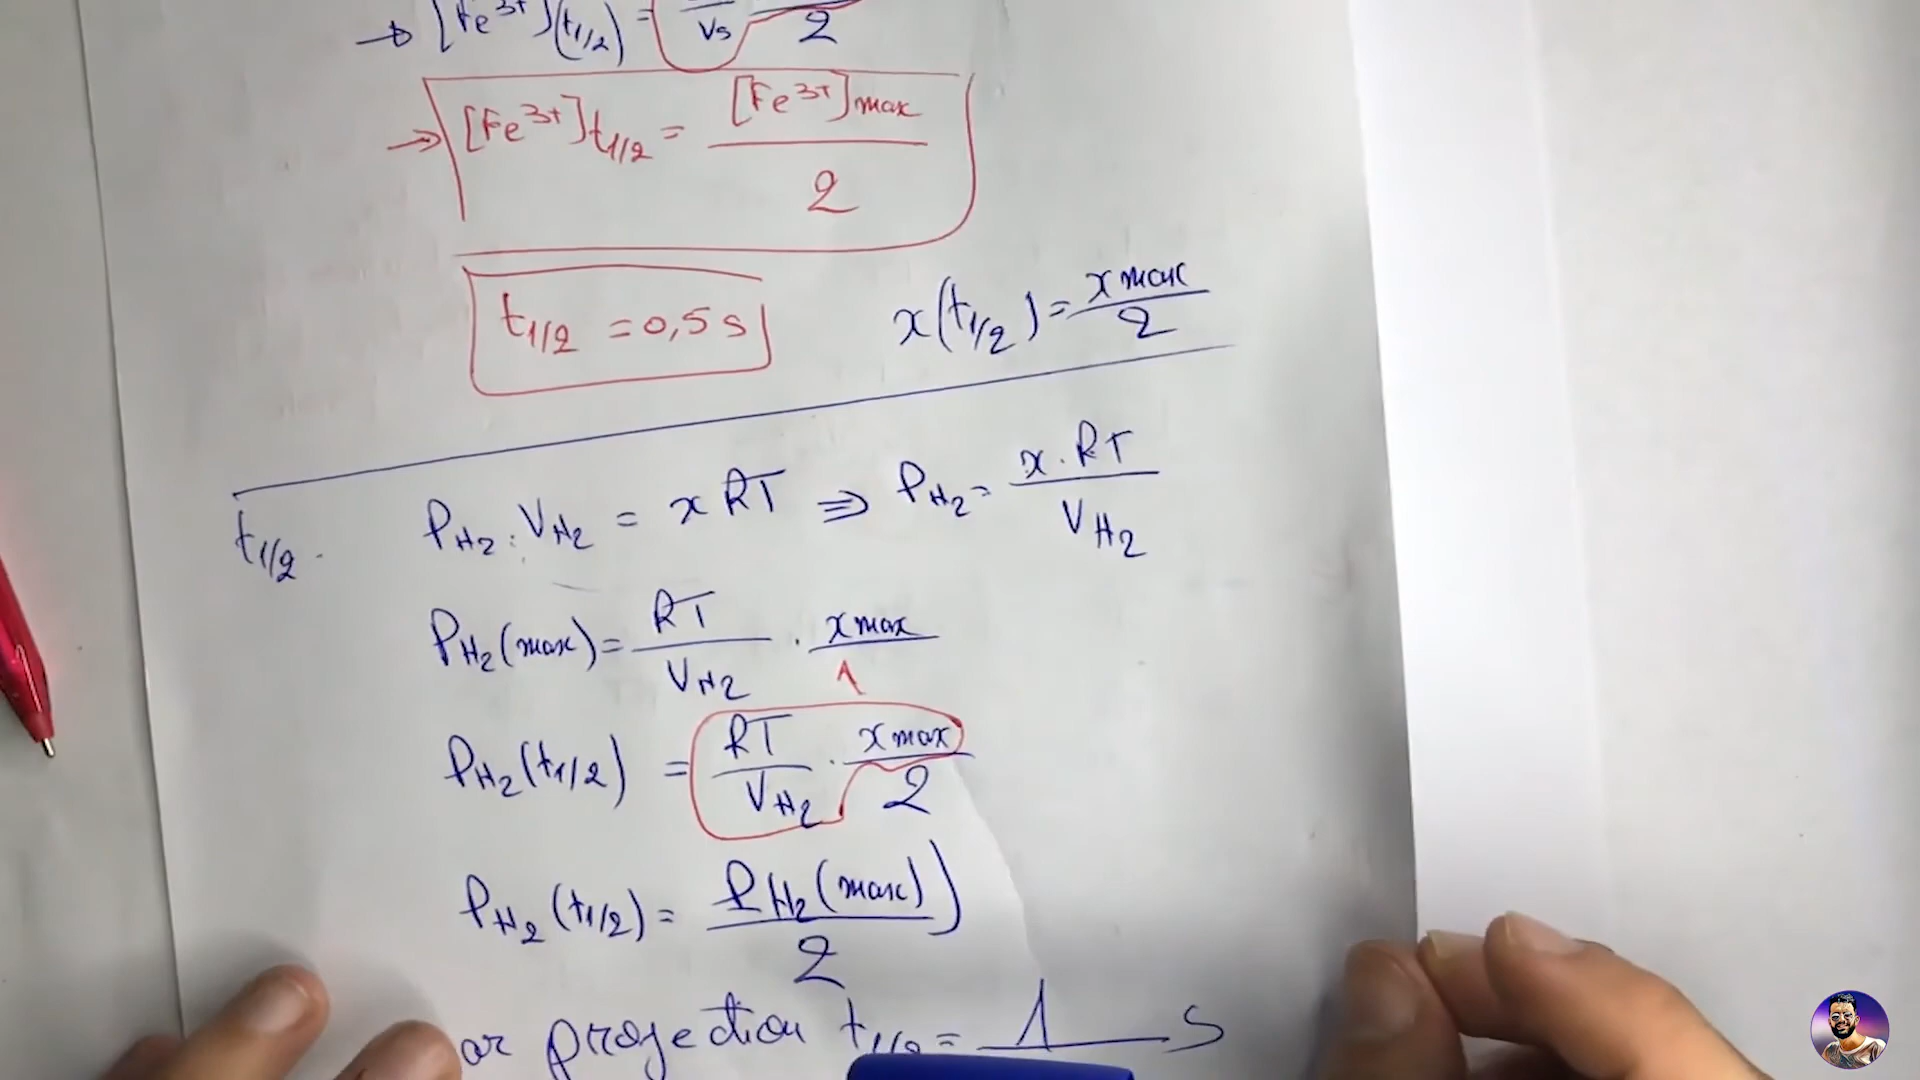 → [Fe³⁺](t1/2) = Vs 2
→ [Fe³⁺]t1/2 = [Fe³⁺]max / 2
t1/2 = 0,5 s
x(t1/2) = xmax / 2
t1/2. PH2 . VH2 = x RT ⇒ PH2 = x . RT / VH2
PH2(max) = RT / VH2 . xmax / 1
PH2(t1/2) = RT / VH2 . xmax / 2
PH2(t1/2) = PH2(max) / 2
ar projection t1/2 = 1 s